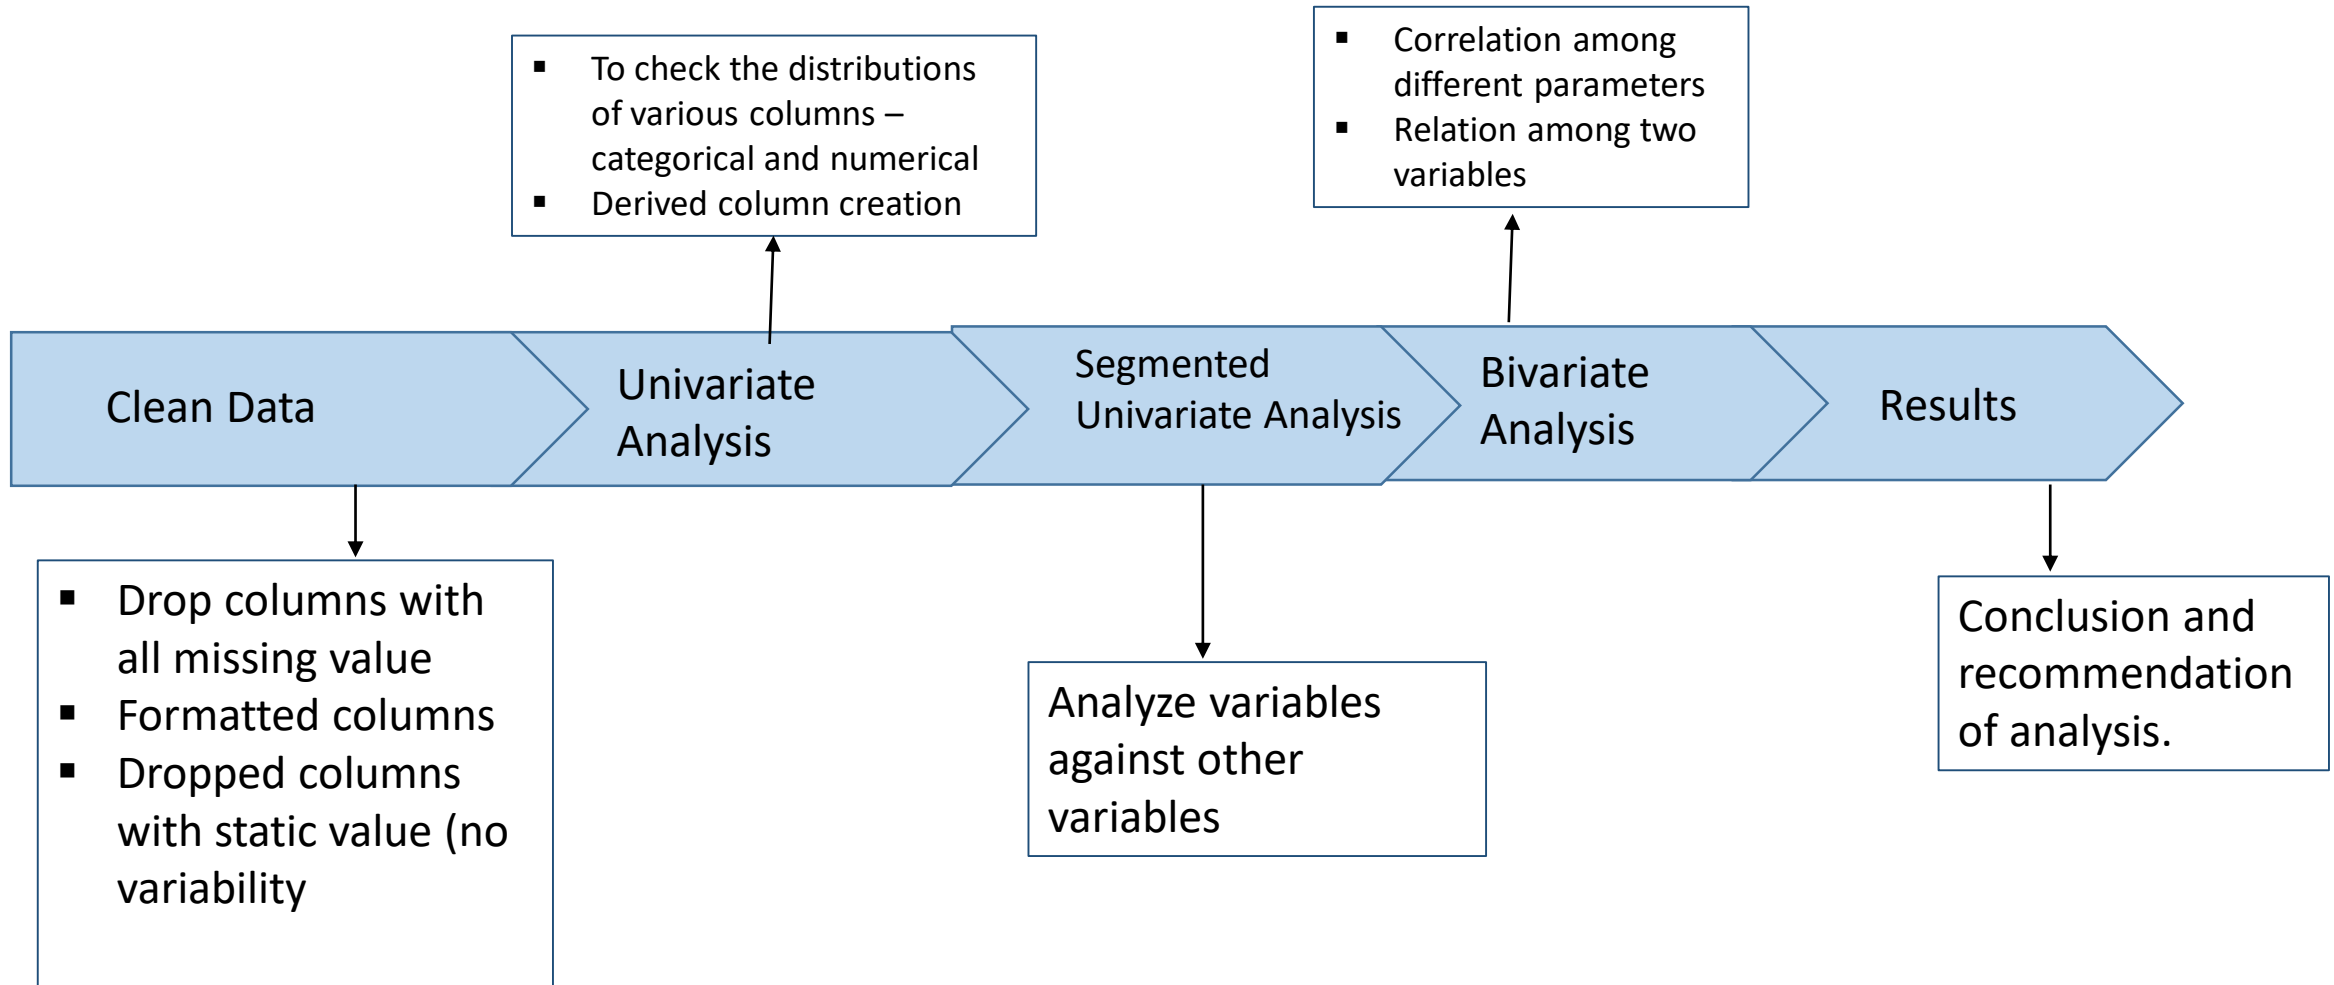 ▪ To check the distributions
of various columns –
categorical and numerical
▪ Derived column creation
▪ Correlation among
different parameters
▪ Relation among two
variables
Clean Data
Univariate
Analysis
Segmented
Univariate Analysis
Bivariate
Analysis
Results
▪ Drop columns with
all missing value
▪ Formatted columns
▪ Dropped columns
with static value (no
variability
Analyze variables
against other
variables
Conclusion and
recommendation
of analysis.